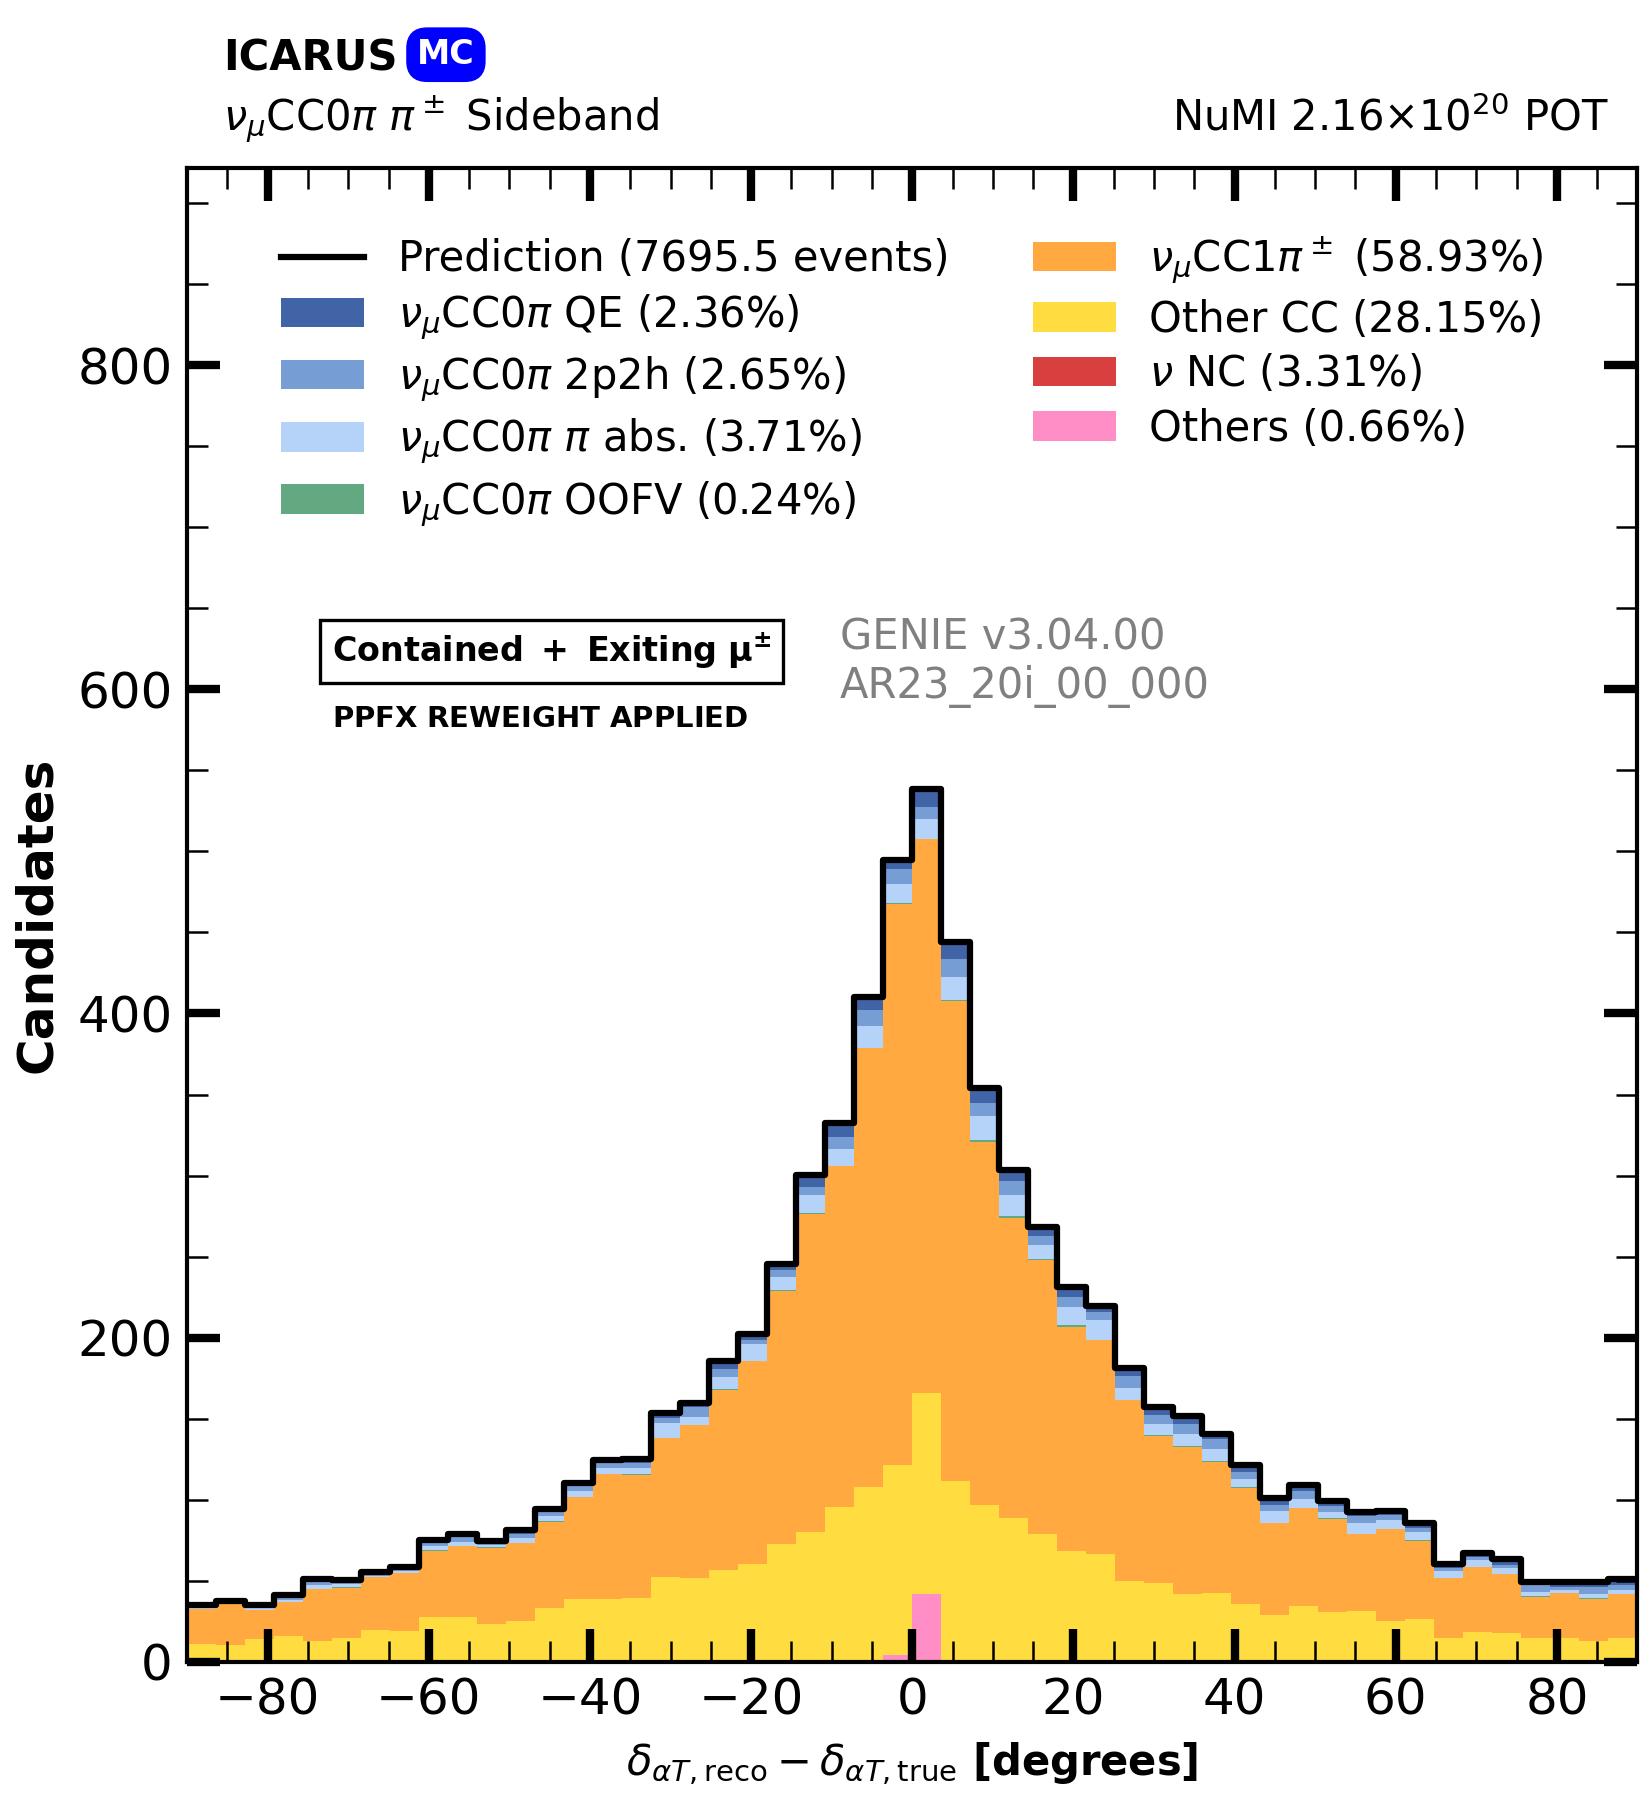 ICARUS MC
νμCC0π π± Sideband
NuMI 2.16×10²⁰ POT
Prediction (7695.5 events)
νμCC0π QE (2.36%)
νμCC0π 2p2h (2.65%)
νμCC0π π abs. (3.71%)
νμCC0π OOFV (0.24%)
νμCC1π± (58.93%)
Other CC (28.15%)
ν NC (3.31%)
Others (0.66%)
Contained + Exiting μ±
PPFX REWEIGHT APPLIED
GENIE v3.04.00
AR23_20i_00_000
Candidates
800
600
400
200
0
−80 −60 −40 −20 0 20 40 60 80
δαT,reco − δαT,true [degrees]